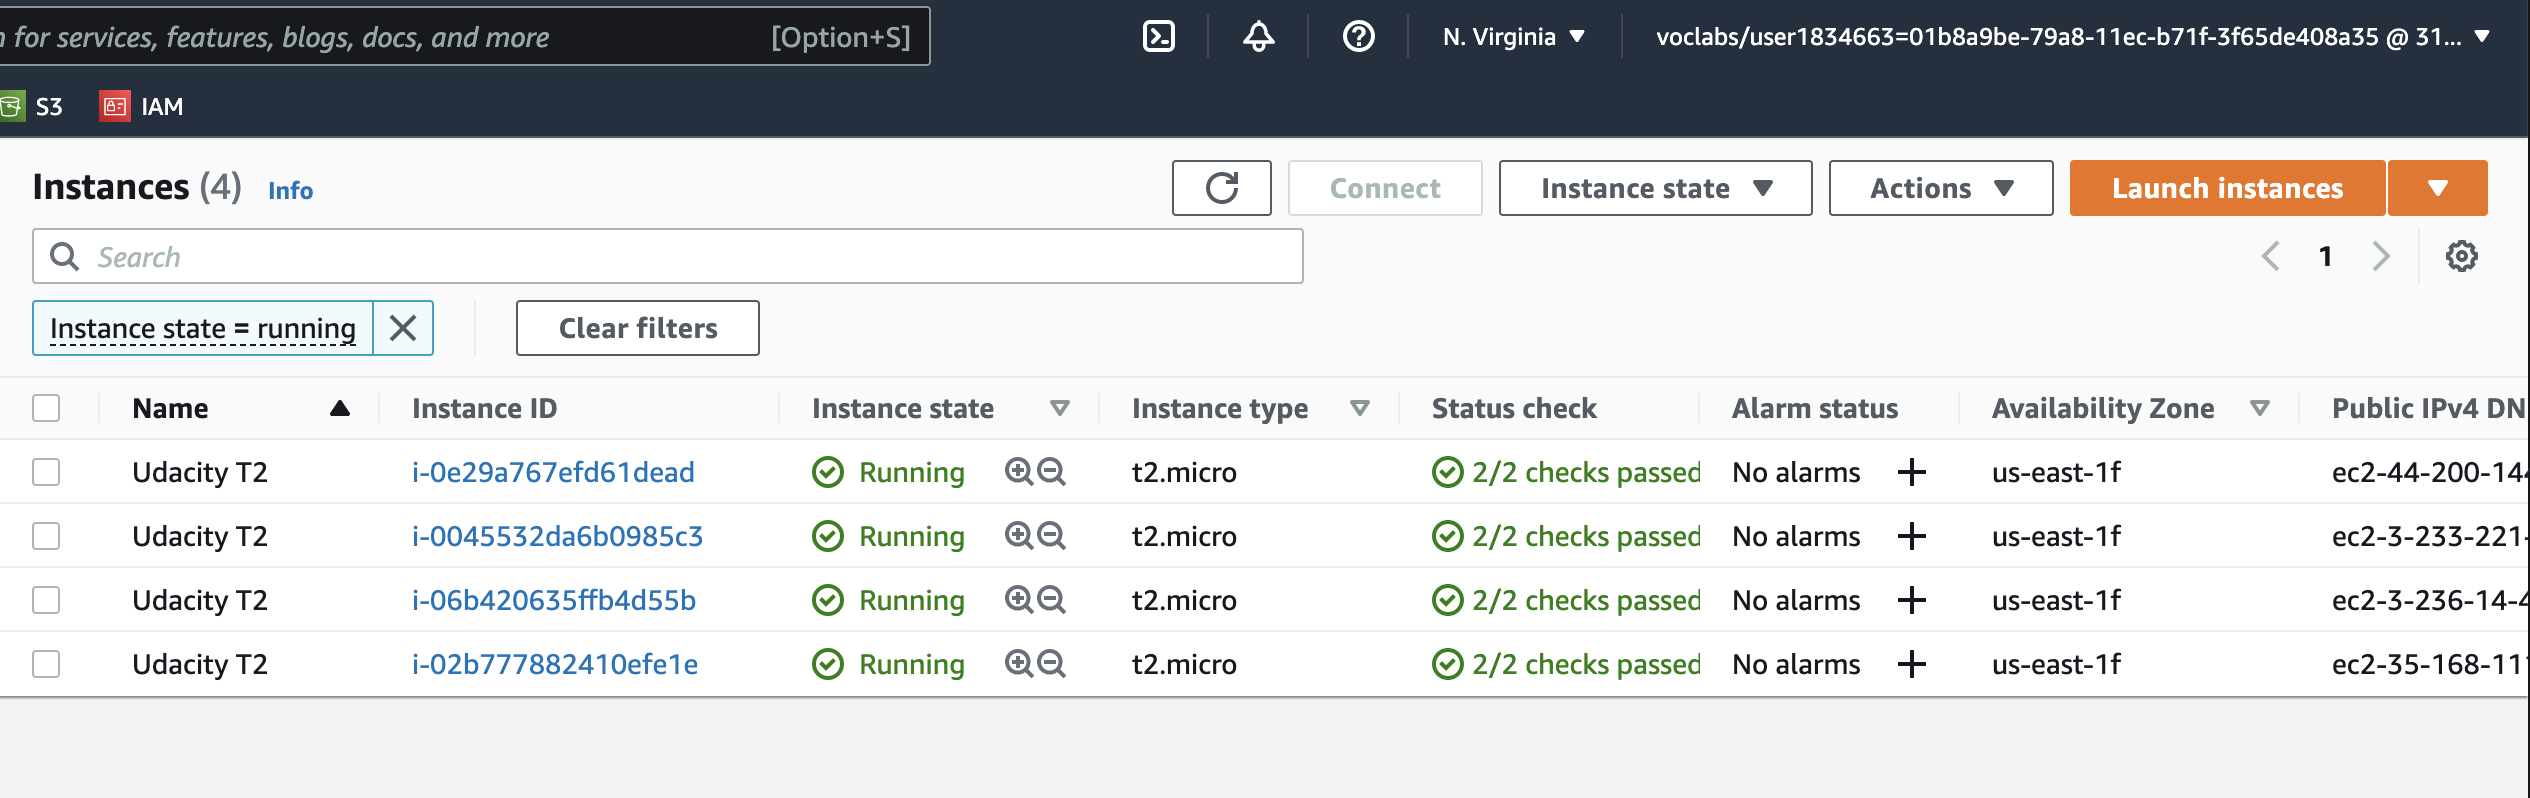 for services, features, blogs, docs, and more [Option+S] N. Virginia voclabs/user1834663=01b8a9be-79a8-11ec-b71f-3f65de408a35 @ 31...
S3 IAM
Instances (4) Info Connect Instance state Actions Launch instances
Search 1
Instance state = running Clear filters
Name Instance ID Instance state Instance type Status check Alarm status Availability Zone Public IPv4 DN
Udacity T2 i-0e29a767efd61dead Running t2.micro 2/2 checks passed No alarms + us-east-1f ec2-44-200-144
Udacity T2 i-0045532da6b0985c3 Running t2.micro 2/2 checks passed No alarms + us-east-1f ec2-3-233-221-
Udacity T2 i-06b420635ffb4d55b Running t2.micro 2/2 checks passed No alarms + us-east-1f ec2-3-236-14-4
Udacity T2 i-02b777882410efe1e Running t2.micro 2/2 checks passed No alarms + us-east-1f ec2-35-168-111